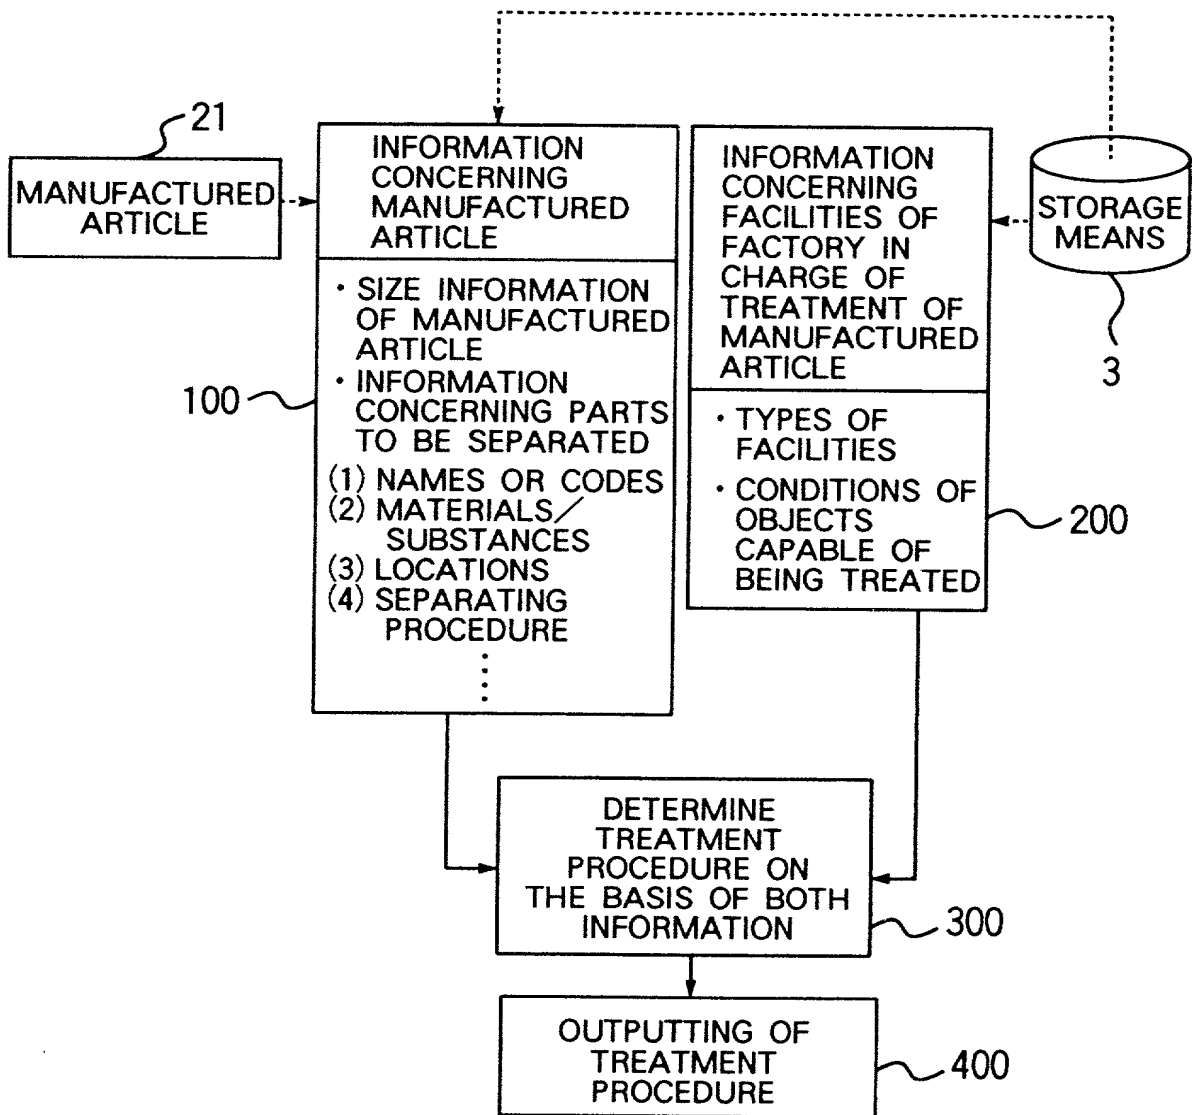 21
MANUFACTURED
ARTICLE
INFORMATION
CONCERNING
MANUFACTURED
ARTICLE
· SIZE INFORMATION
OF MANUFACTURED
ARTICLE
· INFORMATION
CONCERNING PARTS
TO BE SEPARATED
(1) NAMES OR CODES
(2) MATERIALS/
SUBSTANCES
(3) LOCATIONS
(4) SEPARATING
PROCEDURE
100
INFORMATION
CONCERNING
FACILITIES OF
FACTORY IN
CHARGE OF
TREATMENT OF
MANUFACTURED
ARTICLE
· TYPES OF
FACILITIES
· CONDITIONS OF
OBJECTS
CAPABLE OF
BEING TREATED
200
STORAGE
MEANS
3
DETERMINE
TREATMENT
PROCEDURE ON
THE BASIS OF BOTH
INFORMATION
300
OUTPUTTING OF
TREATMENT
PROCEDURE
400